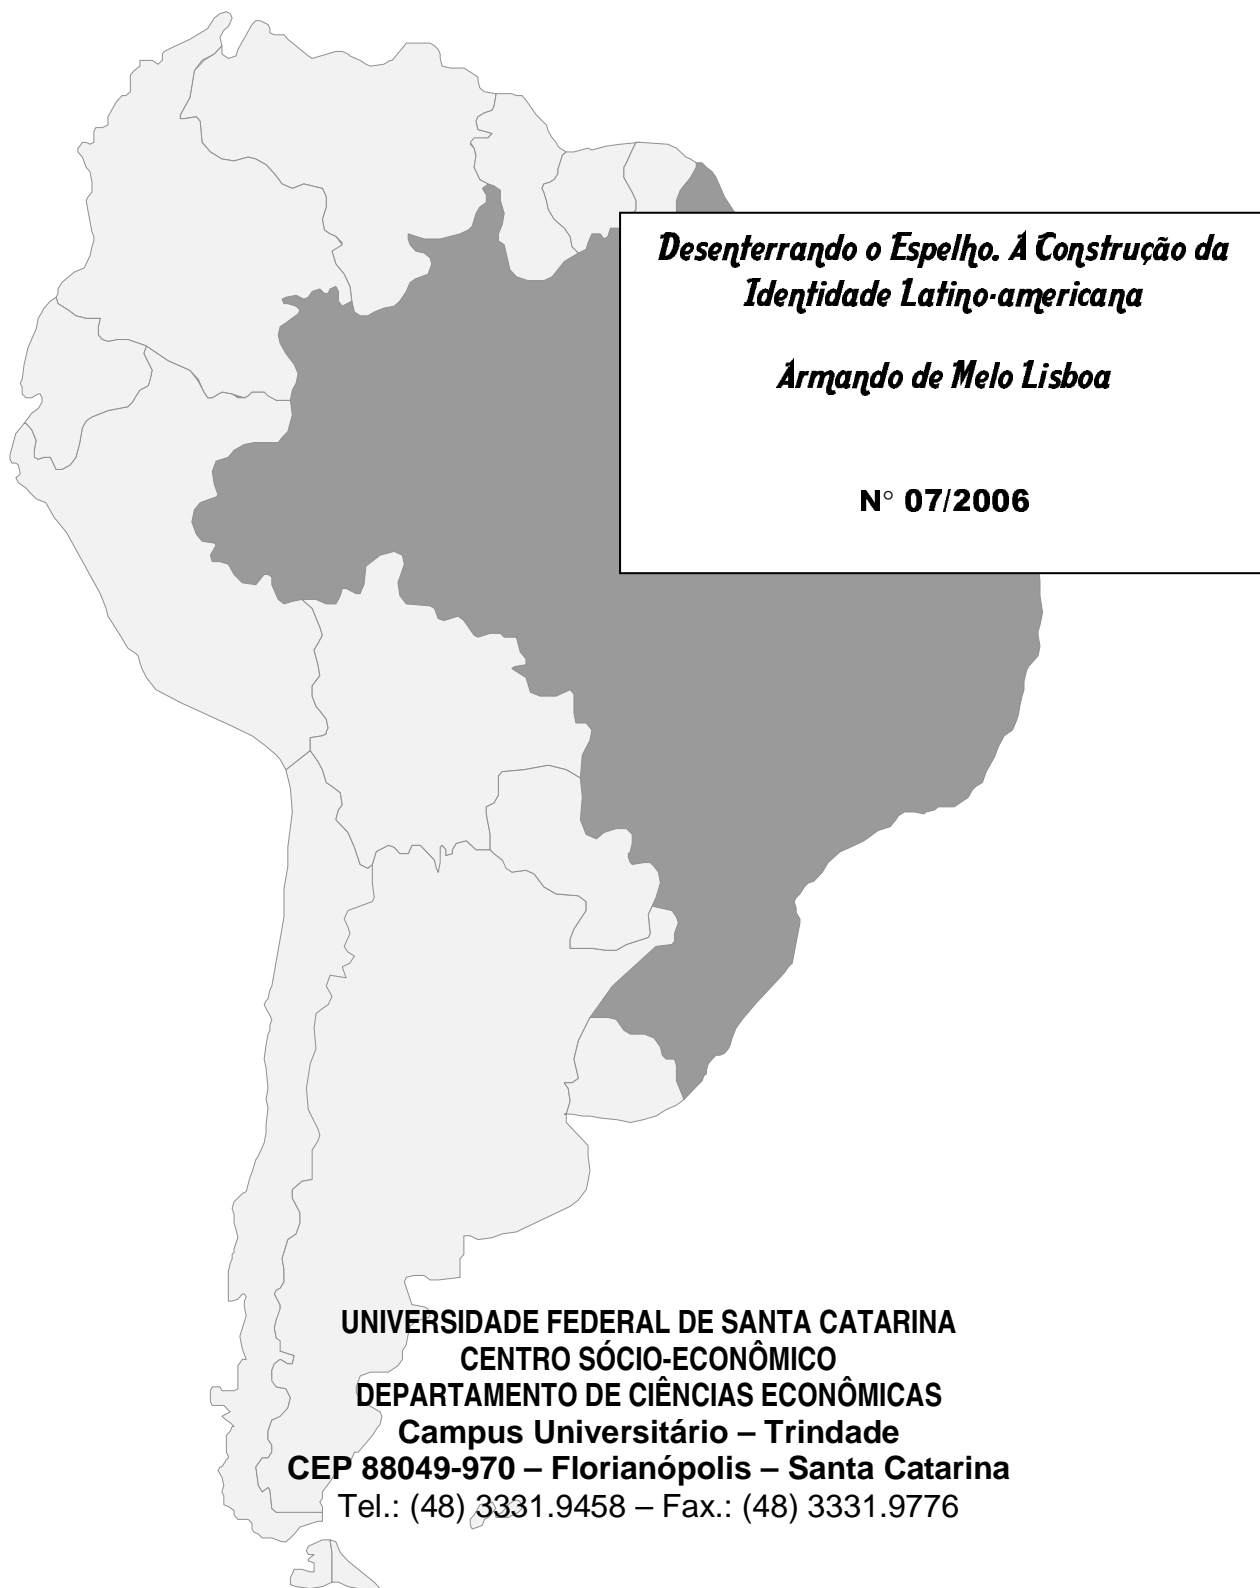 Desenterrando o Espelho. A Construção da
Identidade Latino-americana
Armando de Melo Lisboa
N° 07/2006
UNIVERSIDADE FEDERAL DE SANTA CATARINA
CENTRO SÓCIO-ECONÔMICO
DEPARTAMENTO DE CIÊNCIAS ECONÔMICAS
Campus Universitário – Trindade
CEP 88049-970 – Florianópolis – Santa Catarina
Tel.: (48) 3331.9458 – Fax.: (48) 3331.9776